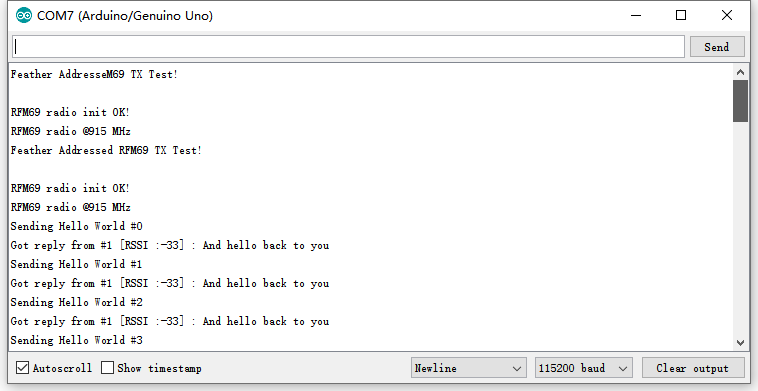 COM7 (Arduino/Genuino Uno)
Send
Feather AddresseM69 TX Test!
RFM69 radio init OK!
RFM69 radio @915 MHz
Feather Addressed RFM69 TX Test!
RFM69 radio init OK!
RFM69 radio @915 MHz
Sending Hello World #0
Got reply from #1 [RSSI :-33] : And hello back to you
Sending Hello World #1
Got reply from #1 [RSSI :-33] : And hello back to you
Sending Hello World #2
Got reply from #1 [RSSI :-33] : And hello back to you
Sending Hello World #3
Autoscroll Show timestamp Newline 115200 baud Clear output